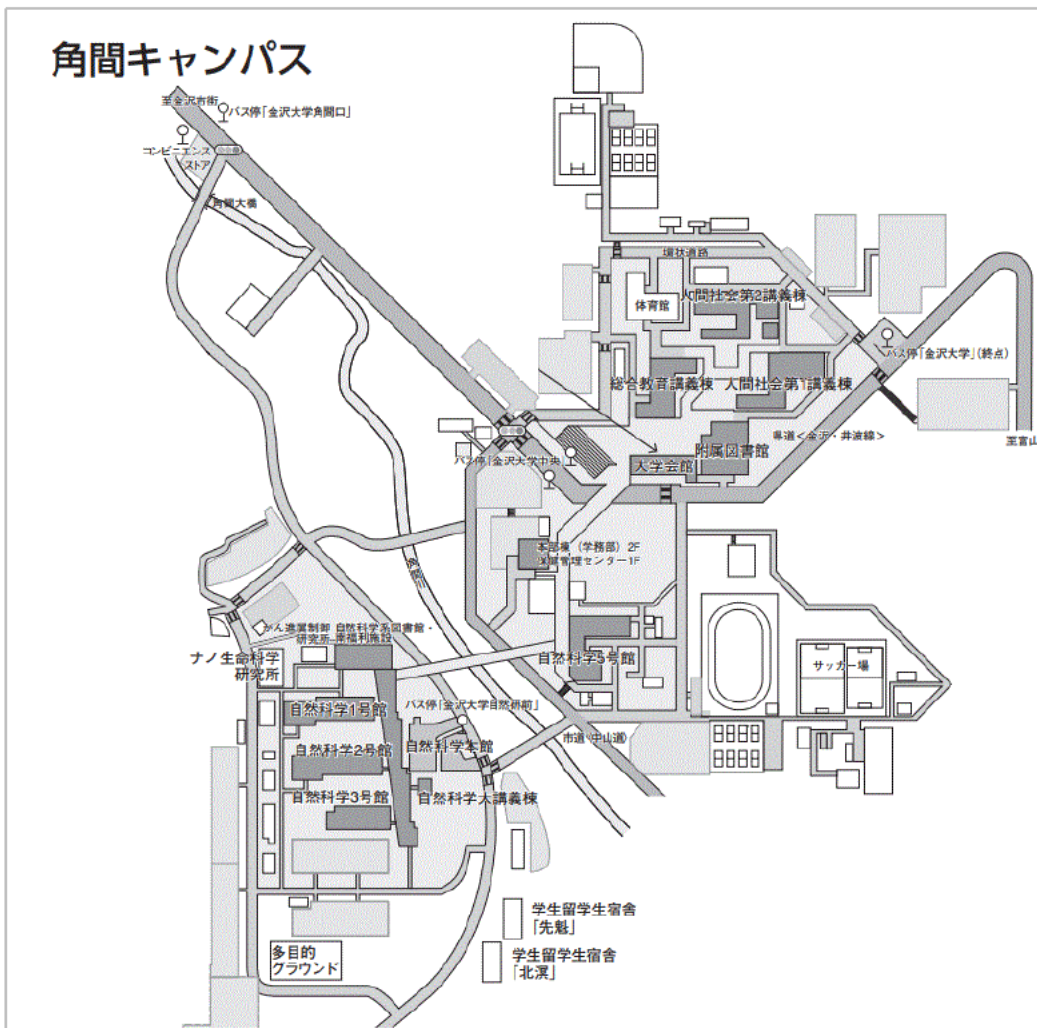 角間キャンパス
至金沢市街
バス停「金沢大学角間口」
コンビニエンス
ストア
角間大橋
環状道路
体育館
人間社会第2講義棟
バス停「金沢大学」(終点)
総合教育講義棟
人間社会第1講義棟
県道<金沢・井波線>
至富山
附属図書館
大学会館
バス停「金沢大学中央」
本部棟(学務部)2F
保健管理センター1F
角間川
がん進展制御
研究所
自然科学系図書館・
南福利施設
ナノ生命科学
研究所
自然科学5号館
サッカー場
自然科学1号館
バス停「金沢大学自然研前」
自然科学2号館
自然科学本館
市道(中山道)
自然科学3号館
自然科学大講義棟
学生留学生宿舎
「先魁」
学生留学生宿舎
「北溟」
多目的
グラウンド